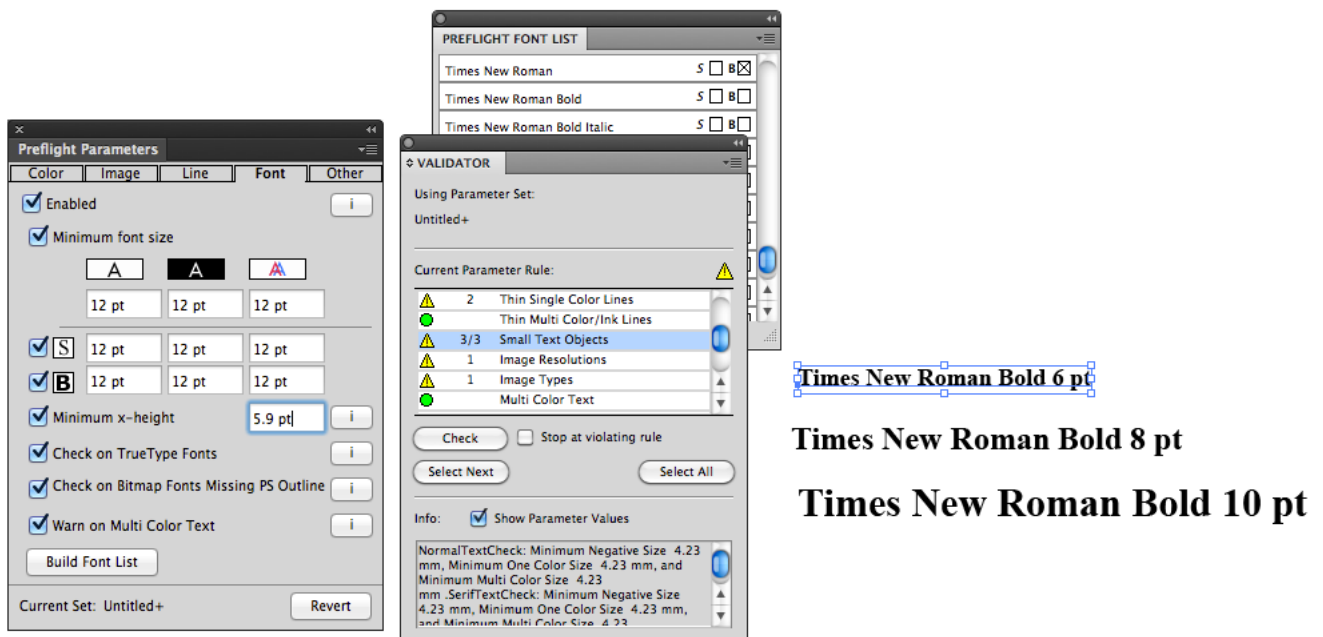 PREFLIGHT FONT LIST
Times New Roman S B
Times New Roman Bold S B
Times New Roman Bold Italic S B
Preflight Parameters
Color Image Line Font Other
Enabled i
Minimum font size
A A AA
12 pt 12 pt 12 pt
S 12 pt 12 pt 12 pt
B 12 pt 12 pt 12 pt
Minimum x-height 5.9 pt i
Check on TrueType Fonts i
Check on Bitmap Fonts Missing PS Outline i
Warn on Multi Color Text i
Build Font List
Current Set: Untitled+ Revert
VALIDATOR
Using Parameter Set:
Untitled+
Current Parameter Rule:
2 Thin Single Color Lines
Thin Multi Color/Ink Lines
3/3 Small Text Objects
1 Image Resolutions
1 Image Types
Multi Color Text
Check Stop at violating rule
Select Next Select All
Info: Show Parameter Values
NormalTextCheck: Minimum Negative Size 4.23
mm, Minimum One Color Size 4.23 mm, and
Minimum Multi Color Size 4.23
mm .SerifTextCheck: Minimum Negative Size
4.23 mm, Minimum One Color Size 4.23 mm,
and Minimum Multi Color Size 4.23
Times New Roman Bold 6 pt
Times New Roman Bold 8 pt
Times New Roman Bold 10 pt